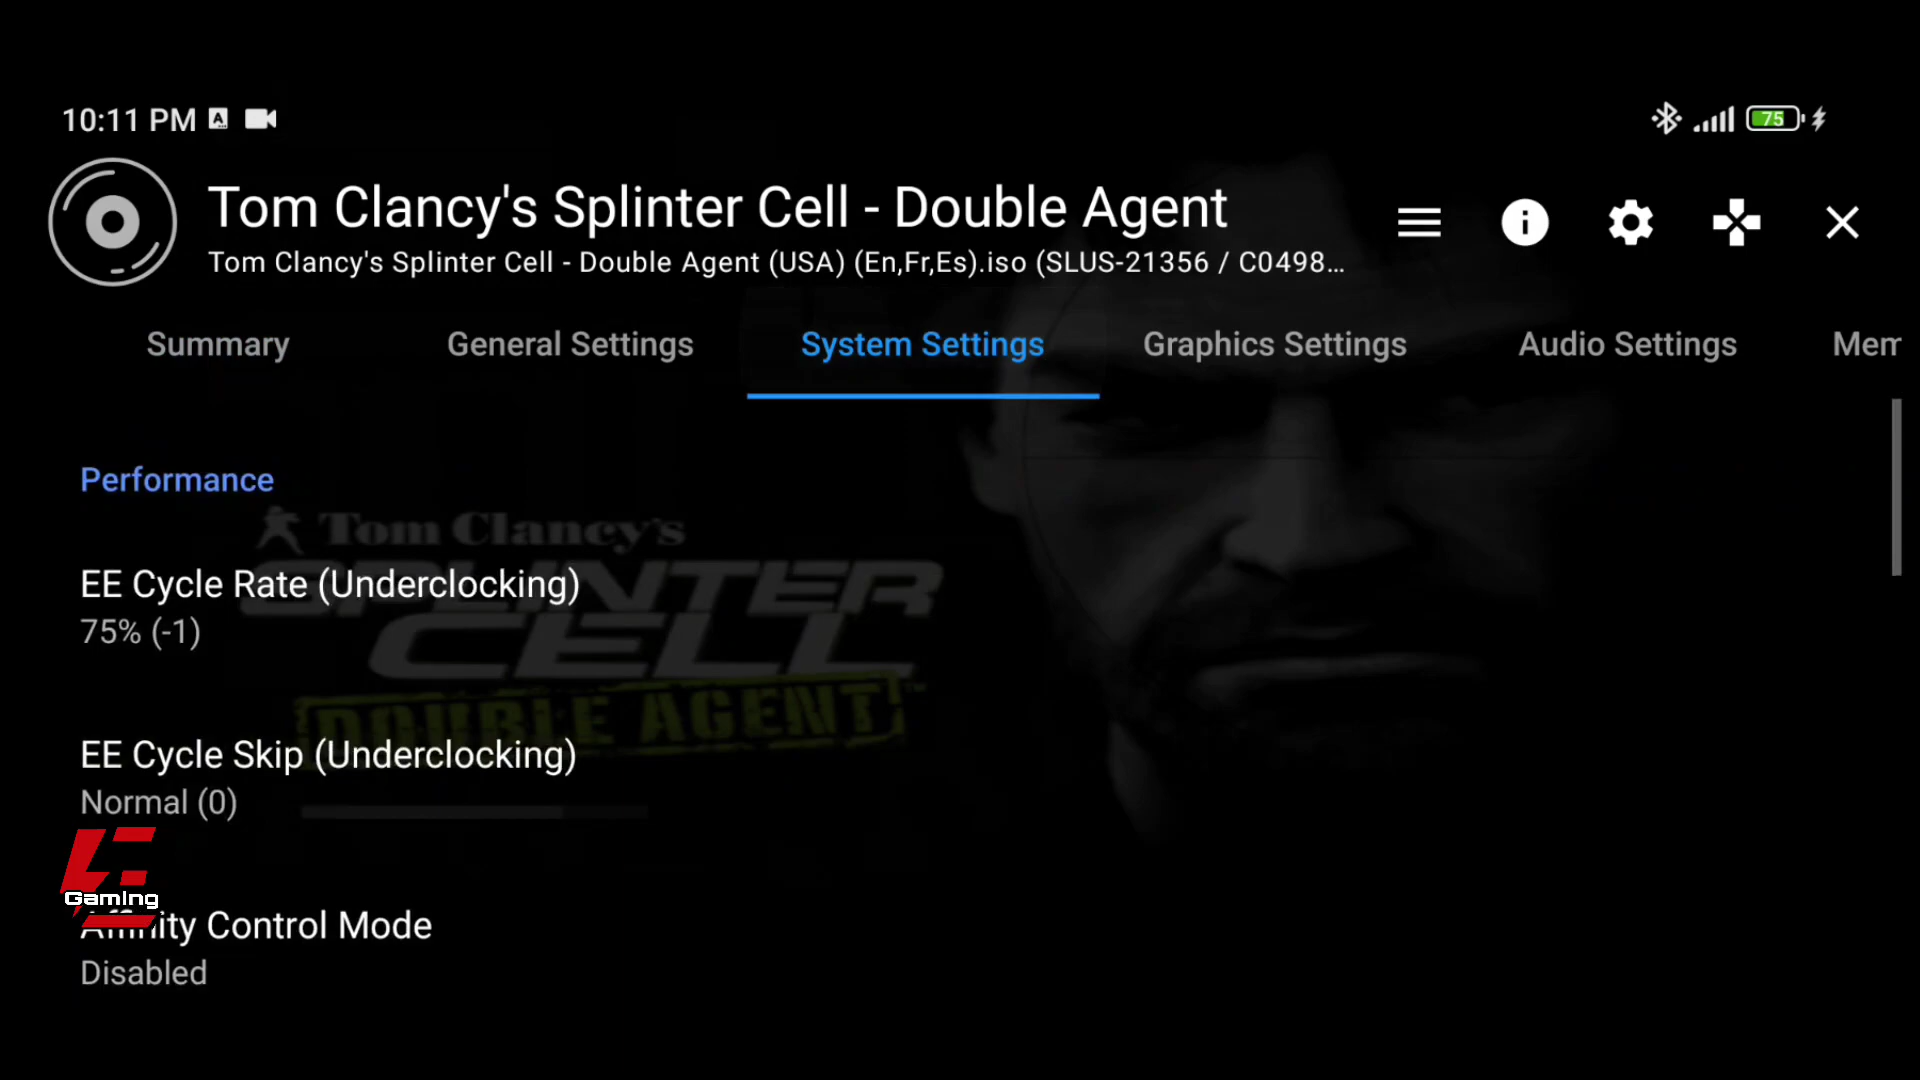 10:11 PM
75
Tom Clancy's Splinter Cell - Double Agent
Tom Clancy's Splinter Cell - Double Agent (USA) (En,Fr,Es).iso (SLUS-21356 / C0498...
Summary
General Settings
System Settings
Graphics Settings
Audio Settings
Mem
Performance
Tom Clancy's
SPLINTER
CELL
DOUBLE AGENT
EE Cycle Rate (Underclocking)
75% (-1)
EE Cycle Skip (Underclocking)
Normal (0)
Gaming
Affinity Control Mode
Disabled